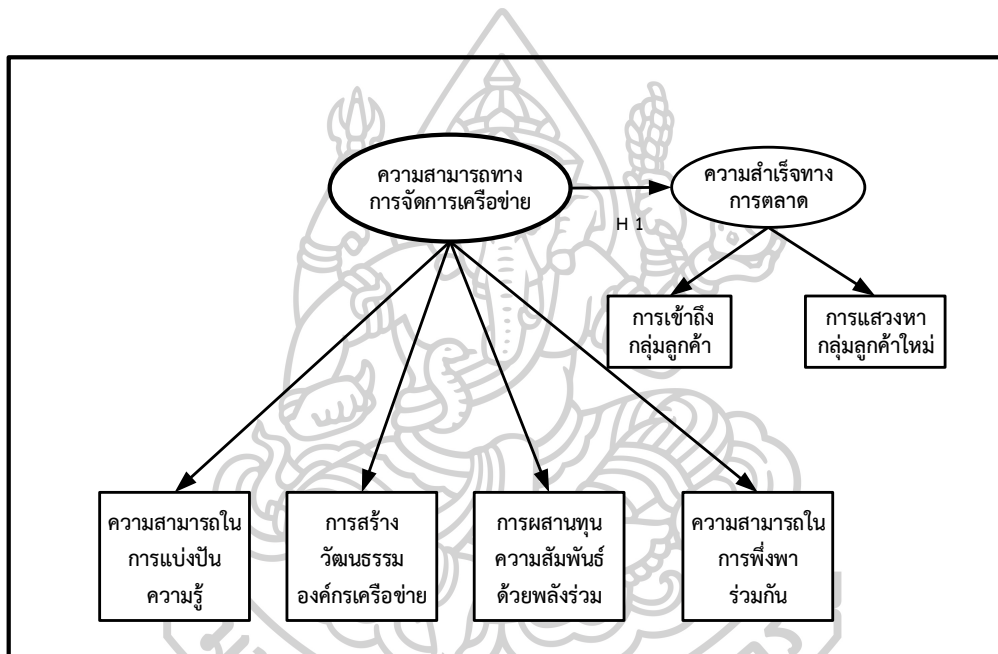 ความสามารถทาง
การจัดการเครือข่าย
ความสำเร็จทาง
การตลาด
H 1
การเข้าถึง
กลุ่มลูกค้า
การแสวงหา
กลุ่มลูกค้าใหม่
ความสามารถใน
การแบ่งปัน
ความรู้
การสร้าง
วัฒนธรรม
องค์กรเครือข่าย
การผสานทุน
ความสัมพันธ์
ด้วยพลังร่วม
ความสามารถใน
การพึ่งพา
ร่วมกัน